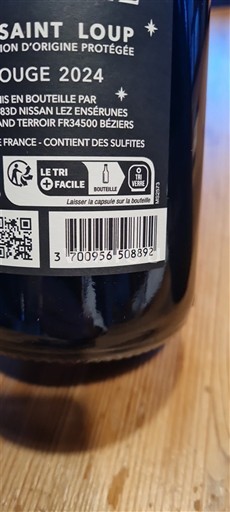 SAINT LOUP
ION D'ORIGINE PROTÉGÉE
OUGE 2024
IS EN BOUTEILLE PAR
83D NISSAN LEZ ENSÉRUNES
AND TERROIR FR34500 BÉZIERS
E FRANCE - CONTIENT DES SULFITES
LE TRI
+ FACILE
BOUTEILLE
TRI
VERRE
Laisser la capsule sur la bouteille
3 700956 508892